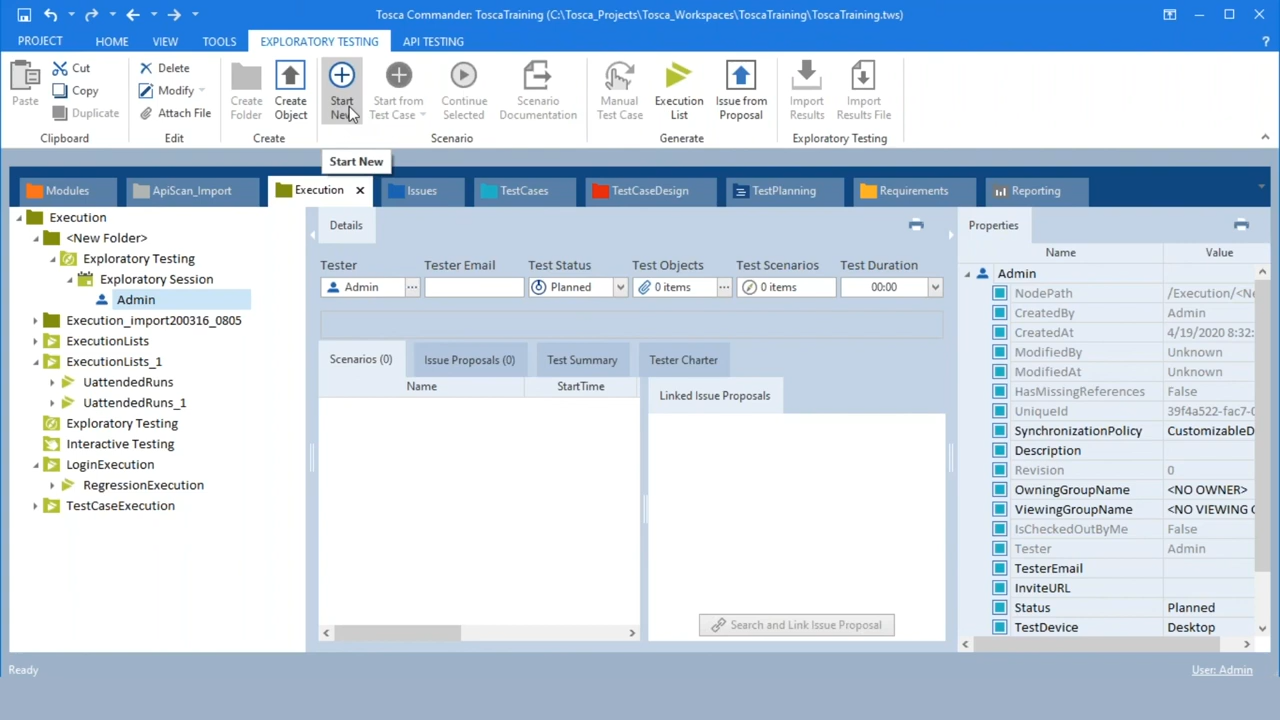 Tosca Commander: ToscaTraining (C:\Tosca_Projects\Tosca_Workspaces\ToscaTraining\ToscaTraining.tws)
PROJECT HOME VIEW TOOLS EXPLORATORY TESTING API TESTING ?
Paste Cut Copy Duplicate
Clipboard
Delete Modify Attach File
Edit
Create Folder Create Object
Create
Start New Start from Test Case Continue Selected Scenario Documentation
Scenario
Manual Test Case Execution List Issue from Proposal
Generate
Import Results Import Results File
Exploratory Testing
Start New
Modules ApiScan_Import Execution Issues TestCases TestCaseDesign TestPlanning Requirements Reporting
Execution
<New Folder>
Exploratory Testing
Exploratory Session
Admin
Execution_import200316_0805
ExecutionLists
ExecutionLists_1
UattendedRuns
UattendedRuns_1
Exploratory Testing
Interactive Testing
LoginExecution
RegressionExecution
TestCaseExecution
Details
Tester Tester Email Test Status Test Objects Test Scenarios Test Duration
Admin ... Planned 0 items ... 0 items 00:00
Scenarios (0) Issue Proposals (0) Test Summary Tester Charter
Name StartTime
Linked Issue Proposals
Search and Link Issue Proposal
Properties
Name Value
Admin
NodePath /Execution/<Ne
CreatedBy Admin
CreatedAt 4/19/2020 8:32:
ModifiedBy Unknown
ModifiedAt Unknown
HasMissingReferences False
UniqueId 39f4a522-fac7-0
SynchronizationPolicy CustomizableD
Description
Revision 0
OwningGroupName <NO OWNER>
ViewingGroupName <NO VIEWING G
IsCheckedOutByMe False
Tester Admin
TesterEmail
InviteURL
Status Planned
TestDevice Desktop
Ready User: Admin